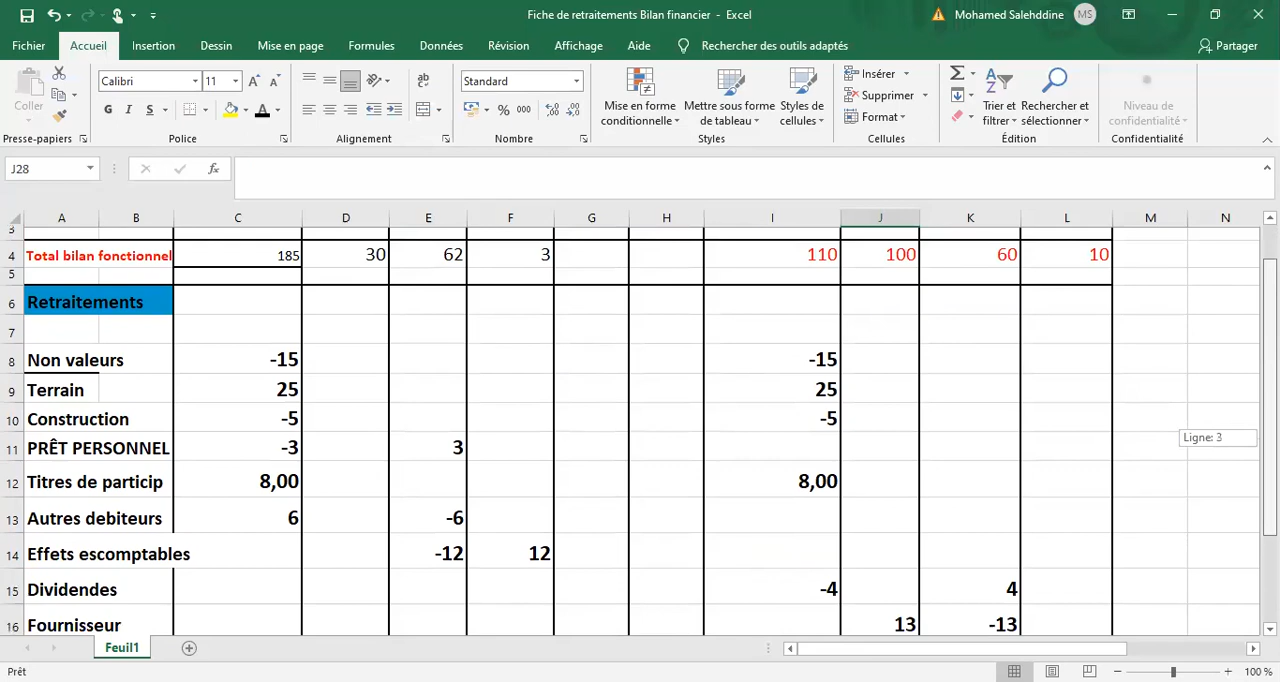 Fiche de retraitements Bilan financier - Excel
Mohamed Salehddine MS
Fichier Accueil Insertion Dessin Mise en page Formules Données Révision Affichage Aide Rechercher des outils adaptés Partager
Coller
Calibri 11
G I S
Standard
% 000
Mise en forme conditionnelle
Mettre sous forme de tableau
Styles de cellules
Insérer
Supprimer
Format
Trier et filtrer
Rechercher et sélectionner
Niveau de confidentialité
Presse-papiers Police Alignement Nombre Styles Cellules Édition Confidentialité
J28 fx
A B C D E F G H I J K L M N
3
4 Total bilan fonctionnel 185 30 62 3 110 100 60 10
5
6 Retraitements
7
8 Non valeurs -15 -15
9 Terrain 25 25
10 Construction -5 -5
11 PRÊT PERSONNEL -3 3
Ligne: 3
12 Titres de particip 8,00 8,00
13 Autres debiteurs 6 -6
14 Effets escomptables -12 12
15 Dividendes -4 4
16 Fournisseur 13 -13
Feuil1
Prêt
100 %